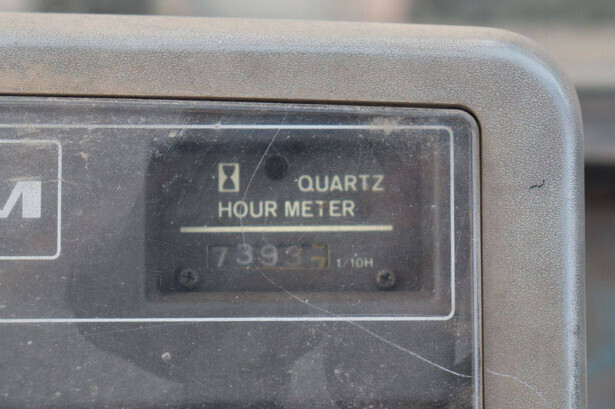 M
QUARTZ
HOUR METER
7393 1/10H